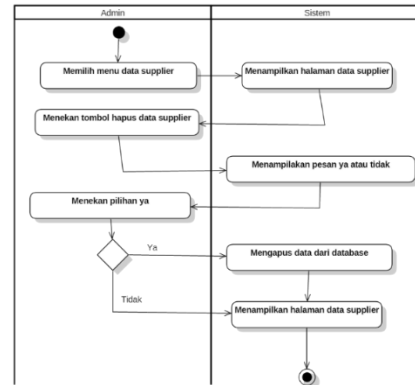 Admin
Sistem
Memilih menu data supplier
Menampilkan halaman data supplier
Menekan tombol hapus data supplier
Menampilakan pesan ya atau tidak
Menekan pilihan ya
Ya
Mengapus data dari database
Tidak
Menampilkan halaman data supplier